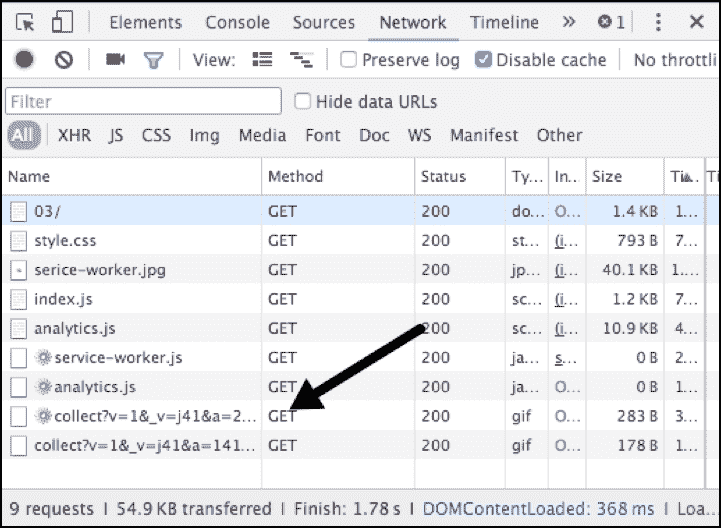 Elements Console Sources Network Timeline » 1
View: Preserve log Disable cache No throttli
Filter Hide data URLs
All XHR JS CSS Img Media Font Doc WS Manifest Other
Name Method Status Ty... In... Size Ti... Ti
03/ GET 200 do... O... 1.4 KB 1...
style.css GET 200 st... (i... 793 B 7...
serice-worker.jpg GET 200 jp... (i... 40.1 KB 1....
index.js GET 200 sc... (i... 1.2 KB 7...
analytics.js GET 200 sc... (i... 10.9 KB 4...
service-worker.js GET 200 ja... s... 0 B 2...
analytics.js GET 200 ja... O... 0 B 1...
collect?v=1&_v=j41&a=2... GET 200 gif O... 283 B 3...
collect?v=1&_v=j41&a=141... GET 200 gif O... 178 B 1...
9 requests | 54.9 KB transferred | Finish: 1.78 s | DOMContentLoaded: 368 ms | Loa...